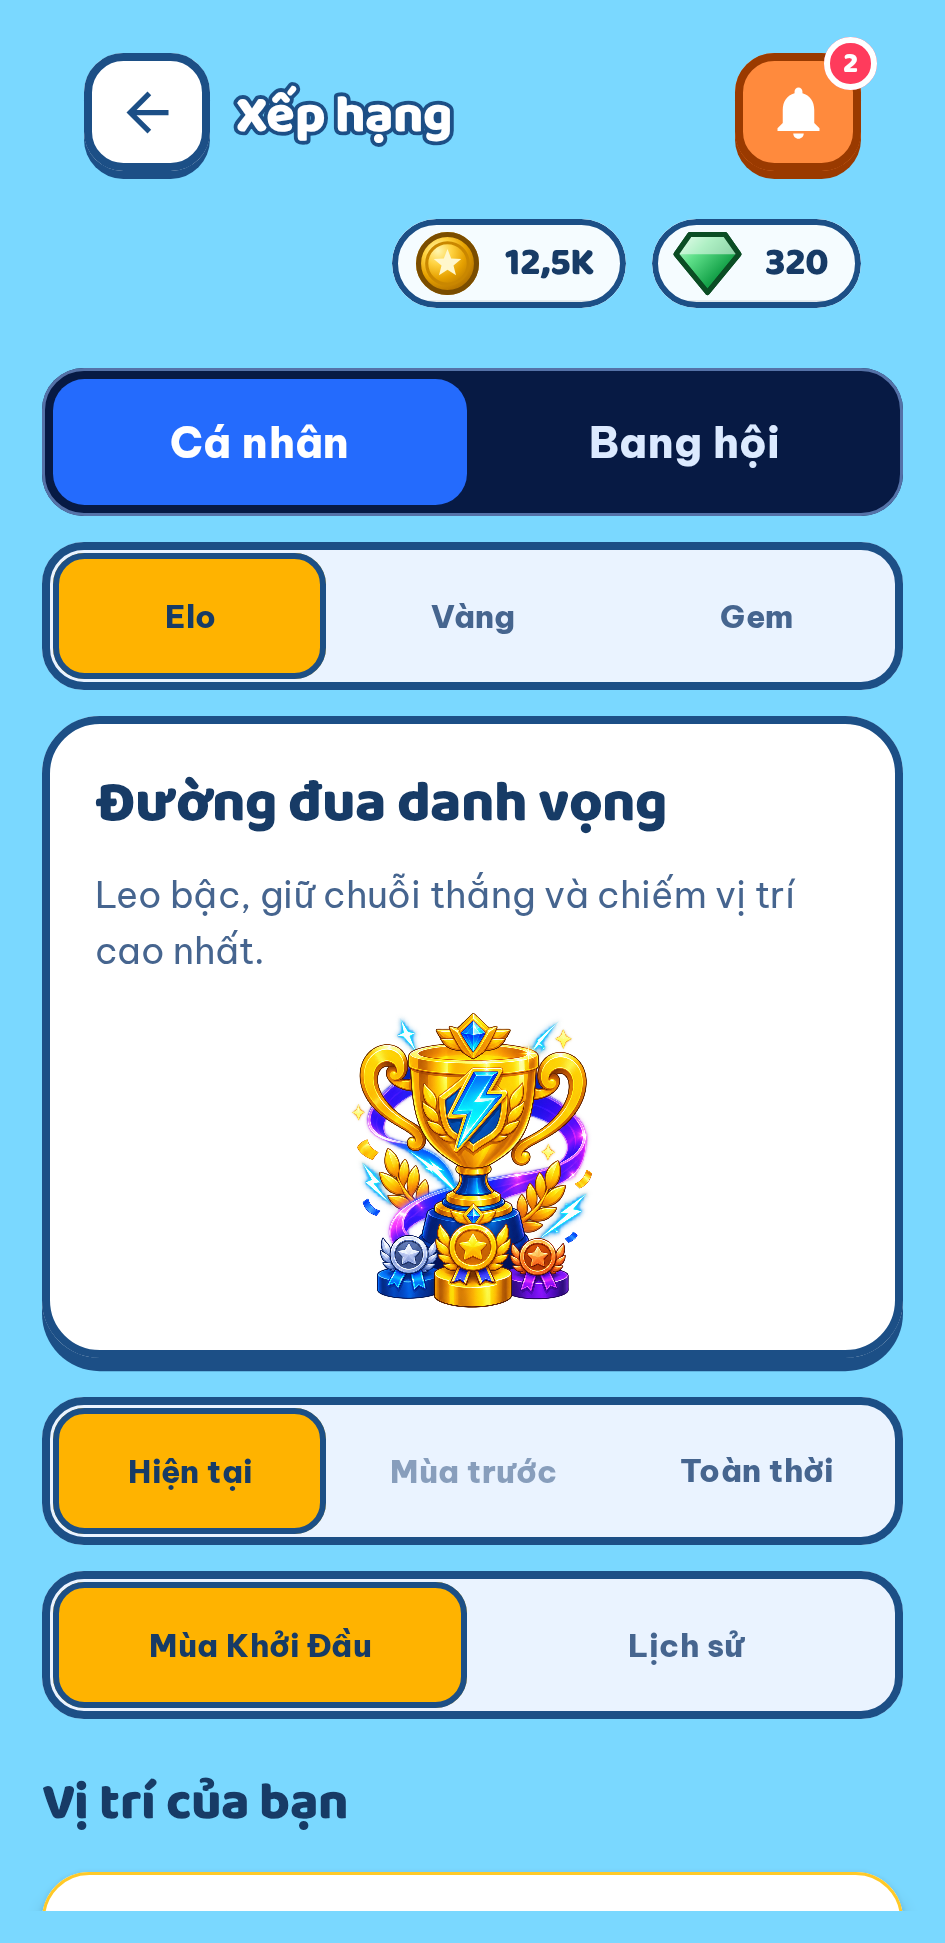 Xếp hạng
2
12,5K
320
Cá nhân
Bang hội
Elo
Vàng
Gem
Đường đua danh vọng
Leo bậc, giữ chuỗi thắng và chiếm vị trí
cao nhất.
Hiện tại
Mùa trước
Toàn thời
Mùa Khởi Đầu
Lịch sử
Vị trí của bạn